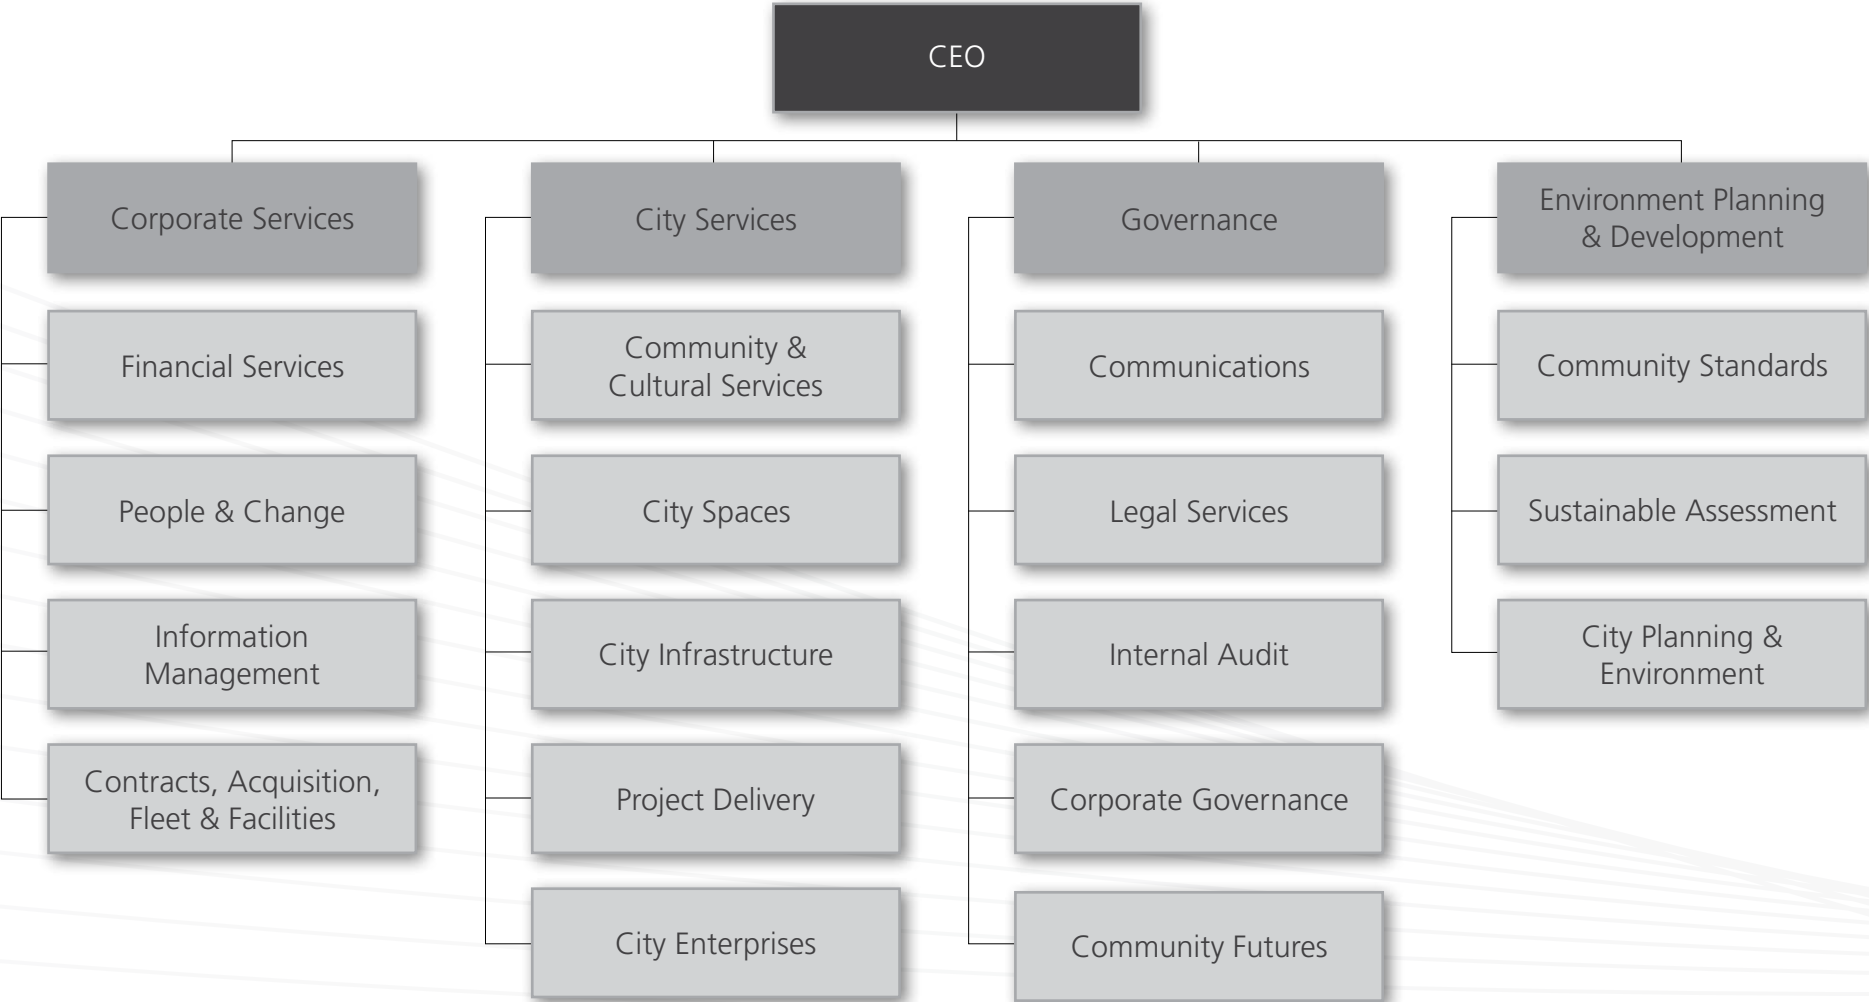 CEO
Corporate Services
Financial Services
People & Change
Information
Management
Contracts, Acquisition,
Fleet & Facilities
City Services
Community &
Cultural Services
City Spaces
City Infrastructure
Project Delivery
City Enterprises
Governance
Communications
Legal Services
Internal Audit
Corporate Governance
Community Futures
Environment Planning
& Development
Community Standards
Sustainable Assessment
City Planning &
Environment